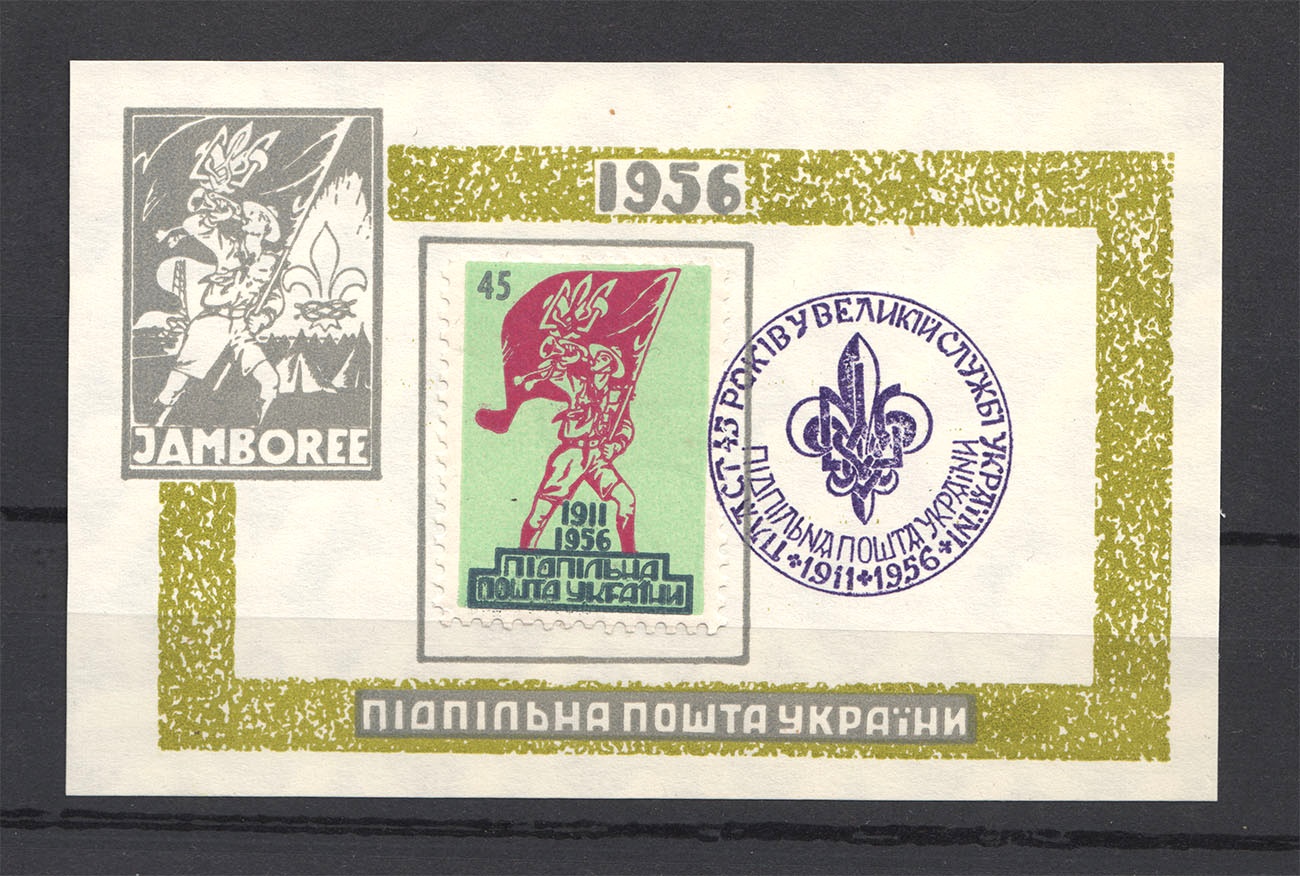 1956
JAMBOREE
45
1911
1956
ПІДПІЛЬНА
ПОШТА УКРАЇНИ
45 РОКІВ У ВЕЛИКІЙ СЛУЖБІ УКРАЇНІ
ПІДПІЛЬНА ПОШТА УКРАЇНИ
1911 1956
ПІДПІЛЬНА ПОШТА УКРАЇНИ